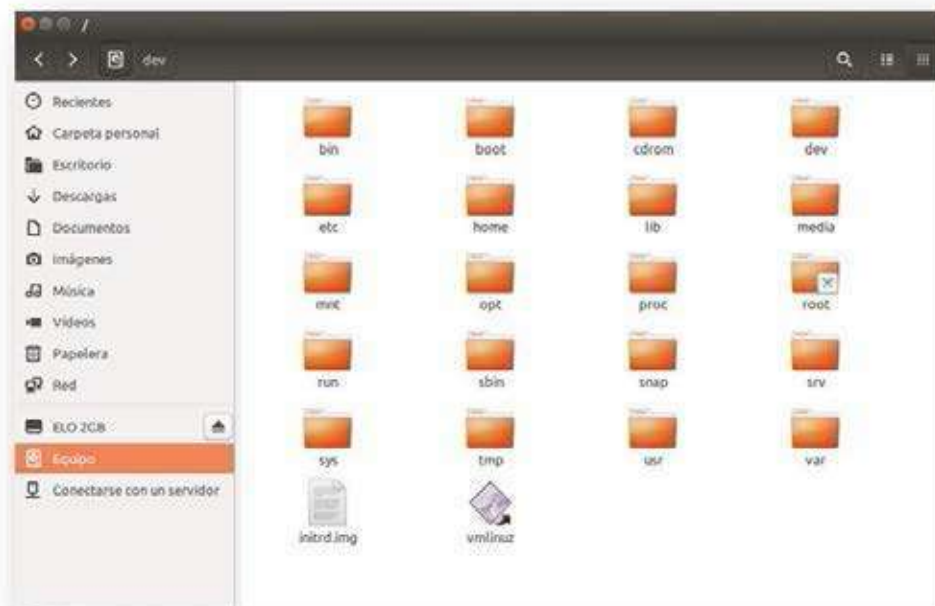 /
dev
Recientes
Carpeta personal
Escritorio
Descargas
Documentos
Imágenes
Música
Vídeos
Papelera
Red
ELO 2GB
Equipo
Conectarse con un servidor
bin boot cdrom dev
etc home lib media
mnt opt proc root
run sbin snap srv
sys tmp usr var
initrd.img vmlinuz